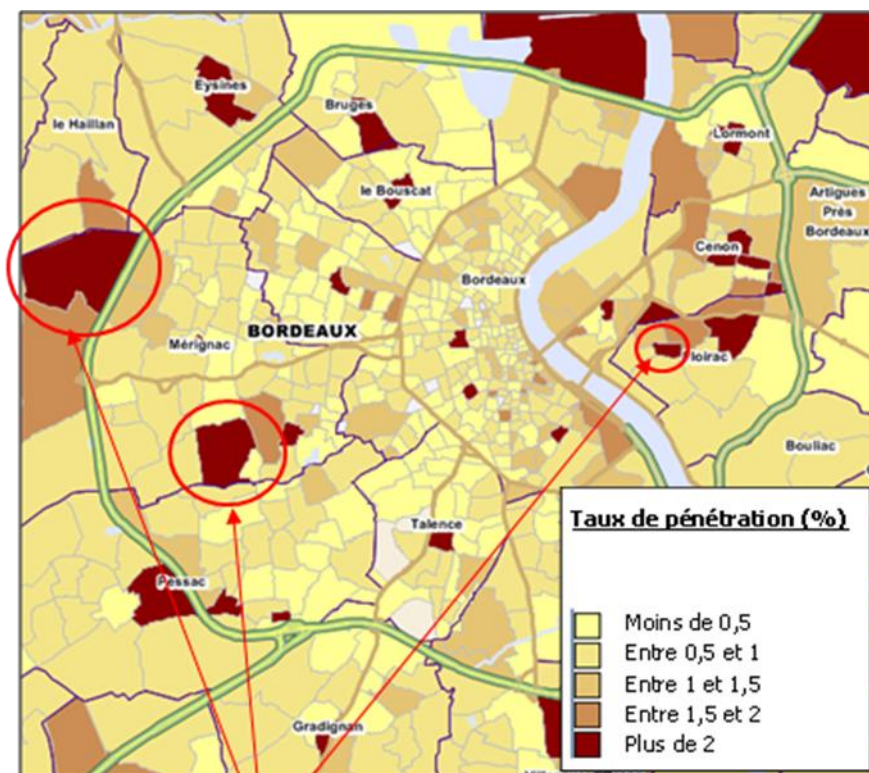 Eysines
Bruges
le Haillan
Lormont
le Bouscat
Artigues
Près
Bordeaux
Cenon
Bordeaux
BORDEAUX
Mérignac
loirac
Bouliac
Talence
Pessac
Gradignan
Taux de pénétration (%)
Moins de 0,5
Entre 0,5 et 1
Entre 1 et 1,5
Entre 1,5 et 2
Plus de 2